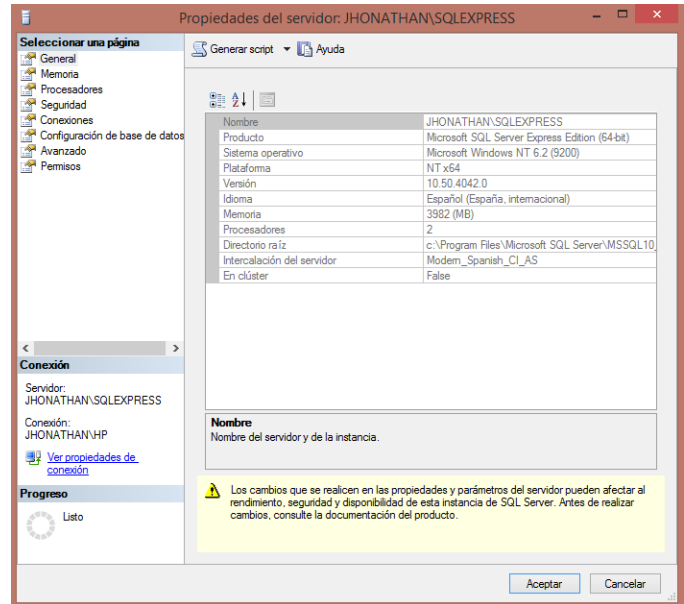 Propiedades del servidor: JHONATHAN\SQLEXPRESS
Seleccionar una página
General
Memoria
Procesadores
Seguridad
Conexiones
Configuración de base de datos
Avanzado
Permisos
Conexión
Servidor:
JHONATHAN\SQLEXPRESS
Conexión:
JHONATHAN\HP
Ver propiedades de
conexión
Progreso
Listo
Generar script
Ayuda
Nombre JHONATHAN\SQLEXPRESS
Producto Microsoft SQL Server Express Edition (64-bit)
Sistema operativo Microsoft Windows NT 6.2 (9200)
Plataforma NT x64
Versión 10.50.4042.0
Idioma Español (España, internacional)
Memoria 3982 (MB)
Procesadores 2
Directorio raíz c:\Program Files\Microsoft SQL Server\MSSQL10_
Intercalación del servidor Modern_Spanish_CI_AS
En clúster False
Nombre
Nombre del servidor y de la instancia.
Los cambios que se realicen en las propiedades y parámetros del servidor pueden afectar al
rendimiento, seguridad y disponibilidad de esta instancia de SQL Server. Antes de realizar
cambios, consulte la documentación del producto.
Aceptar
Cancelar